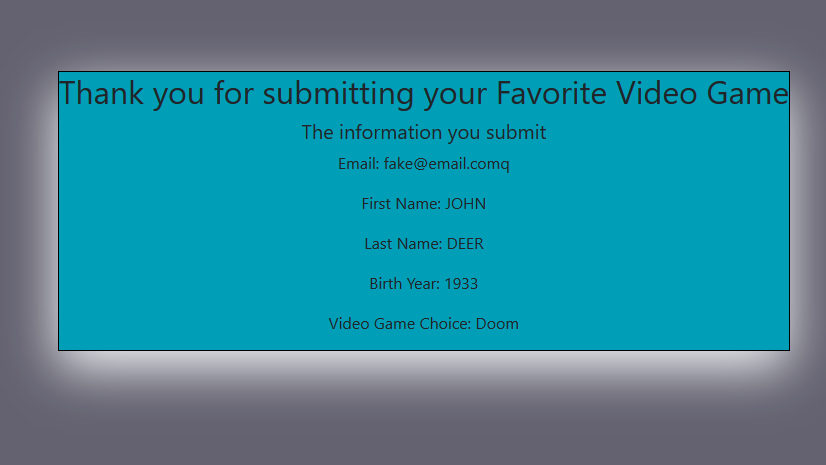 Thank you for submitting your Favorite Video Game
The information you submit
Email: fake@email.comq
First Name: JOHN
Last Name: DEER
Birth Year: 1933
Video Game Choice: Doom